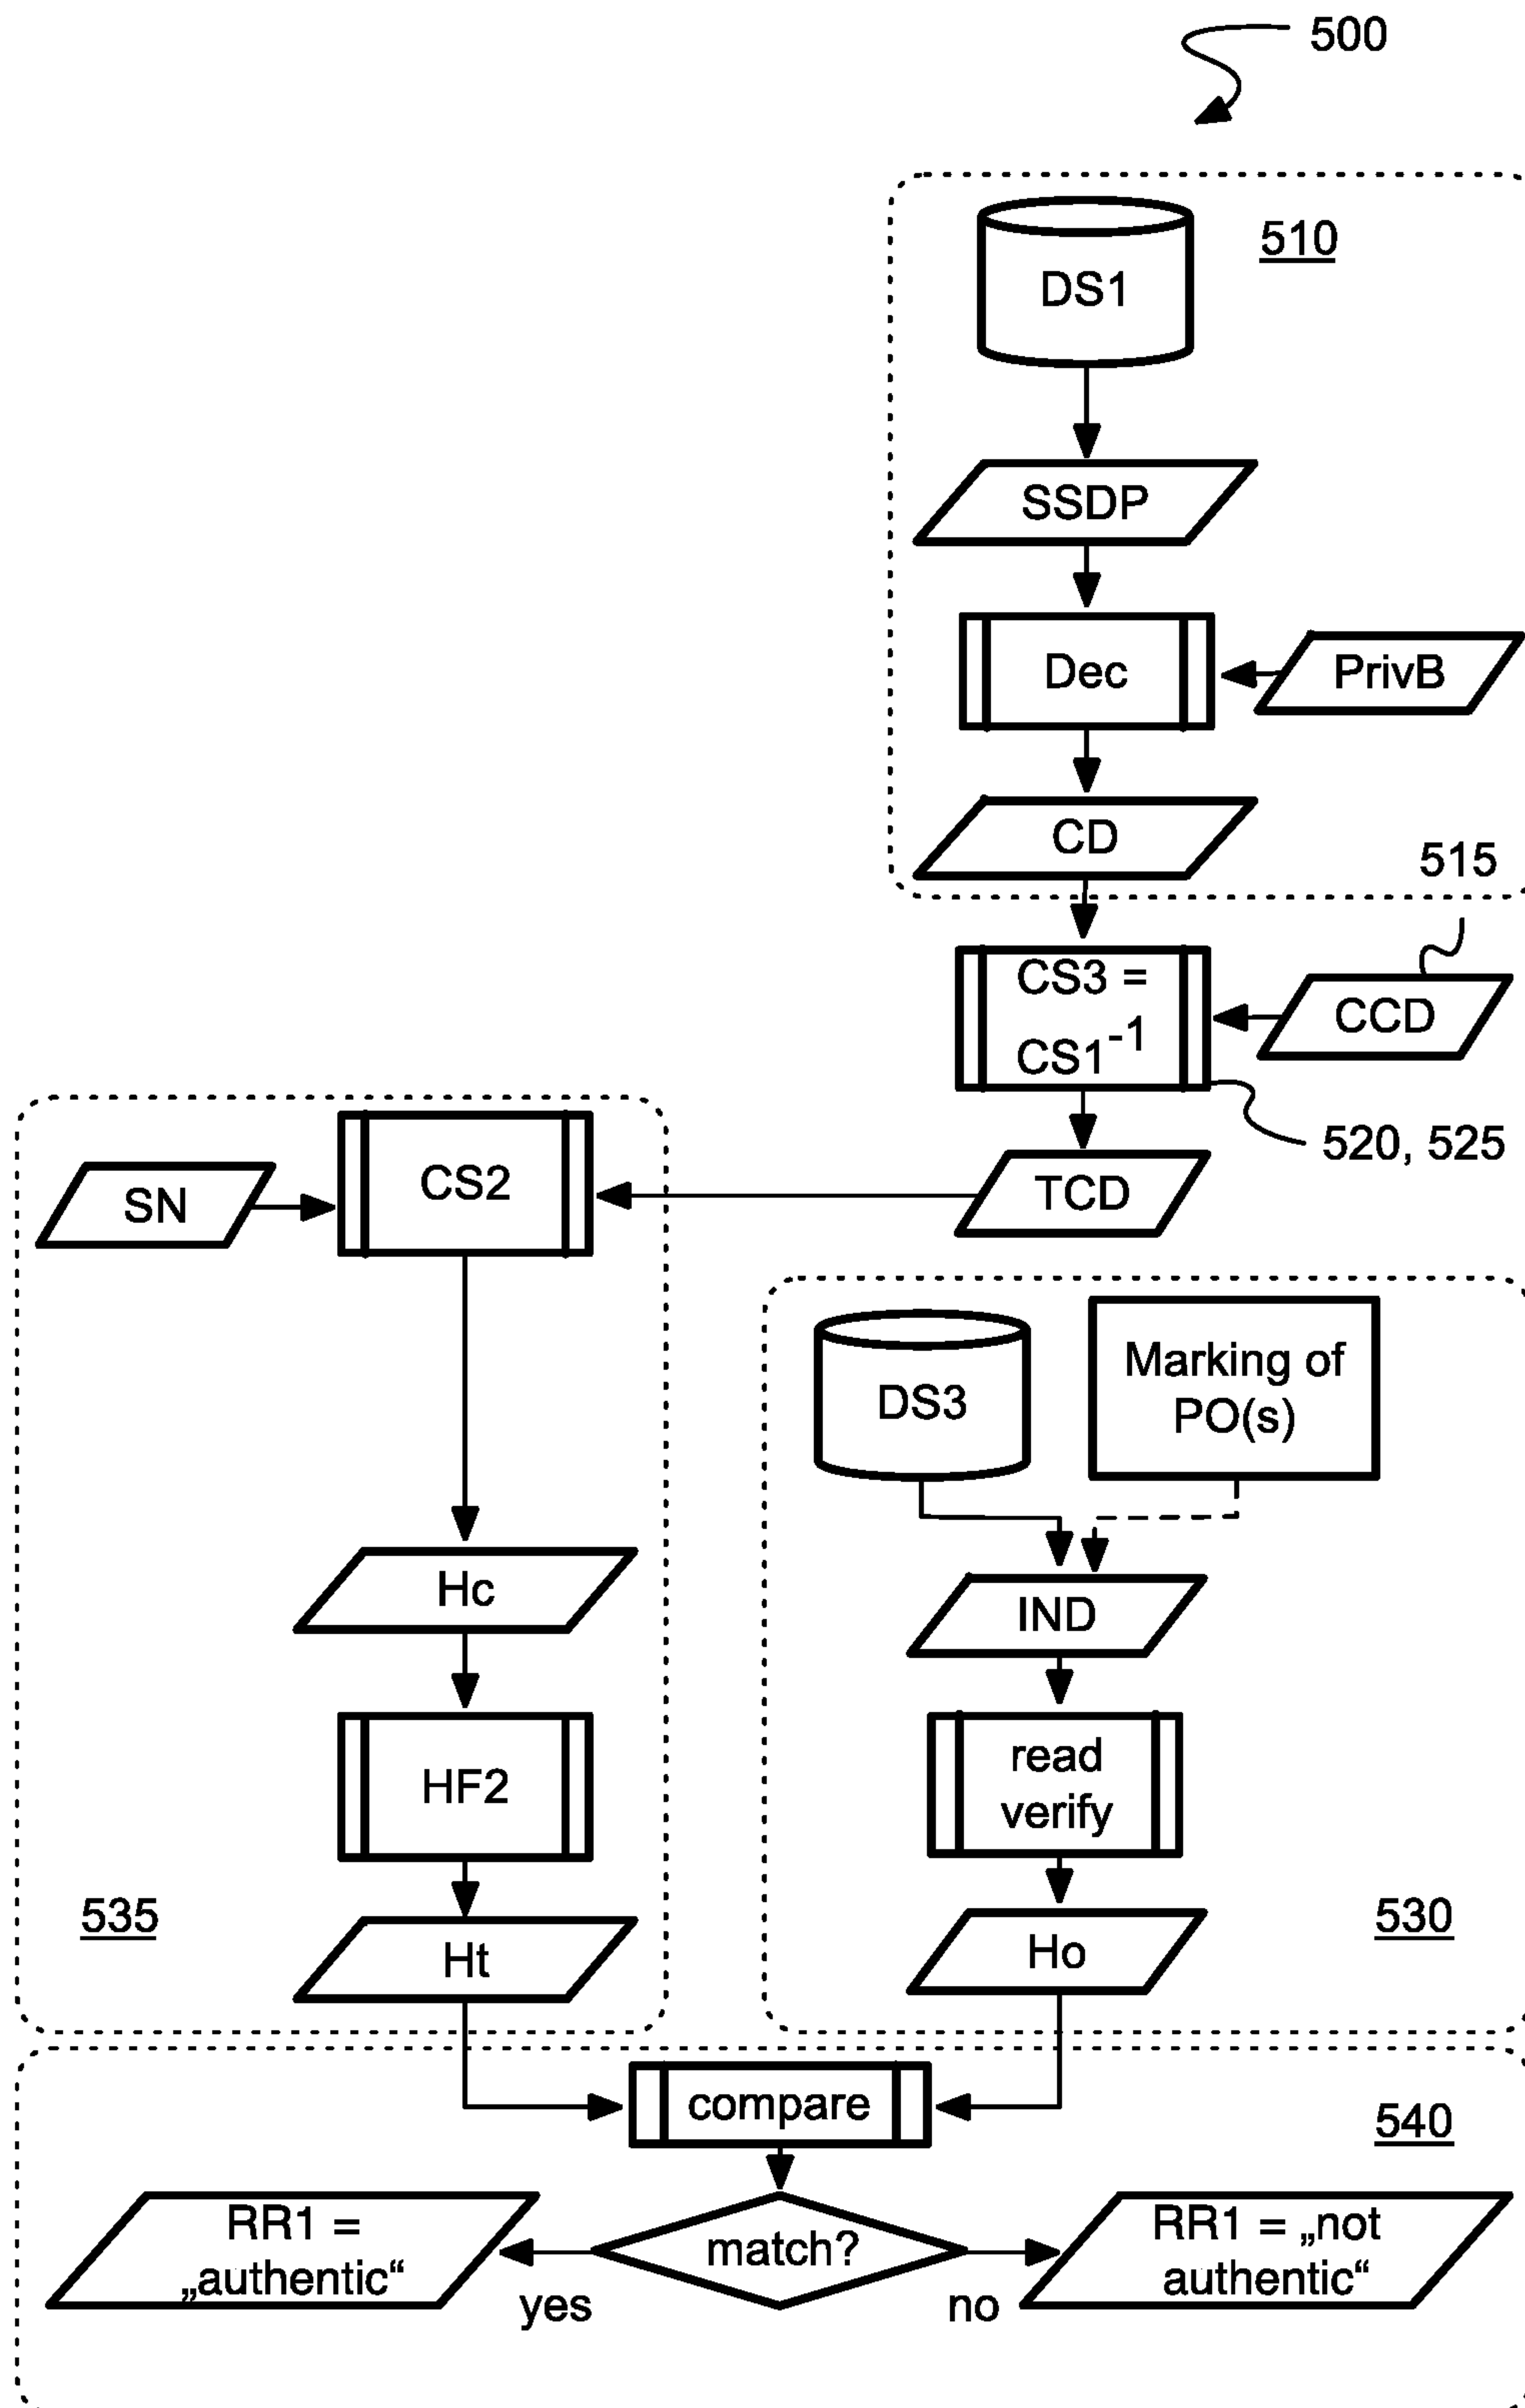 500
510
DS1
SSDP
Dec
PrivB
CD
515
CS3 =
CS1-1
CCD
520, 525
CS2
SN
TCD
DS3
Marking of
PO(s)
Hc
IND
HF2
read
verify
535
530
Ht
Ho
compare
540
RR1 =
„authentic“
match?
RR1 = „not
authentic“
yes
no